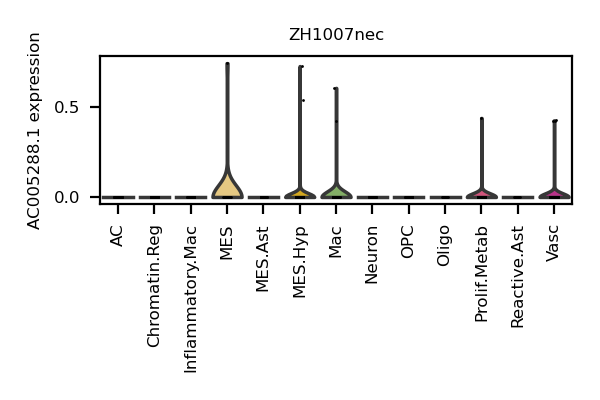 ZH1007nec
AC005288.1 expression
0.5
0.0
AC
Chromatin.Reg
Inflammatory.Mac
MES
MES.Ast
MES.Hyp
Mac
Neuron
OPC
Oligo
Prolif.Metab
Reactive.Ast
Vasc